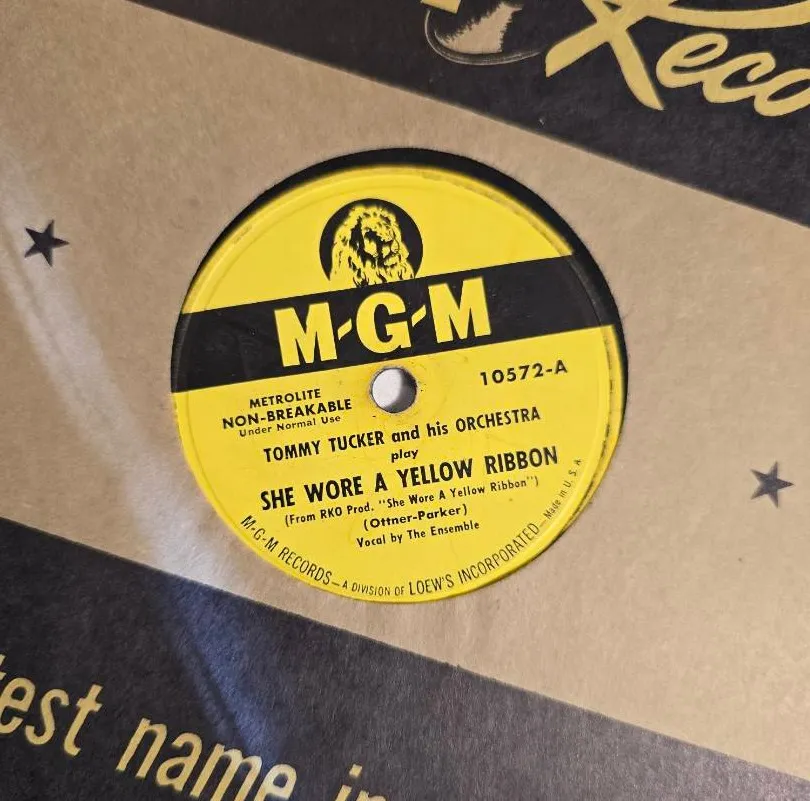 Reco
M-G-M
10572-A
METROLITE
NON-BREAKABLE
Under Normal Use
TOMMY TUCKER and his ORCHESTRA
play
SHE WORE A YELLOW RIBBON
(From RKO Prod. "She Wore A Yellow Ribbon")
(Ottner-Parker)
Vocal by The Ensemble
M-G-M RECORDS—A DIVISION OF LOEW'S INCORPORATED—Made in U. S. A
test name in